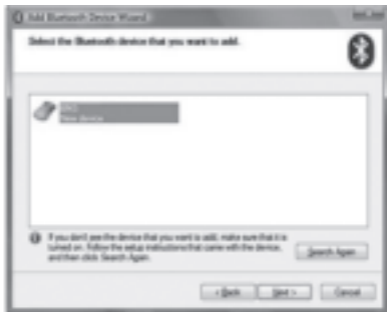 Add Bluetooth Device Wizard
Select the Bluetooth device that you want to add.
New device
If you don't see the device that you want to add, make sure that it is
turned on. Follow the setup instructions that came with the device,
and then click Search Again.
Search Again
< Back
Next >
Cancel